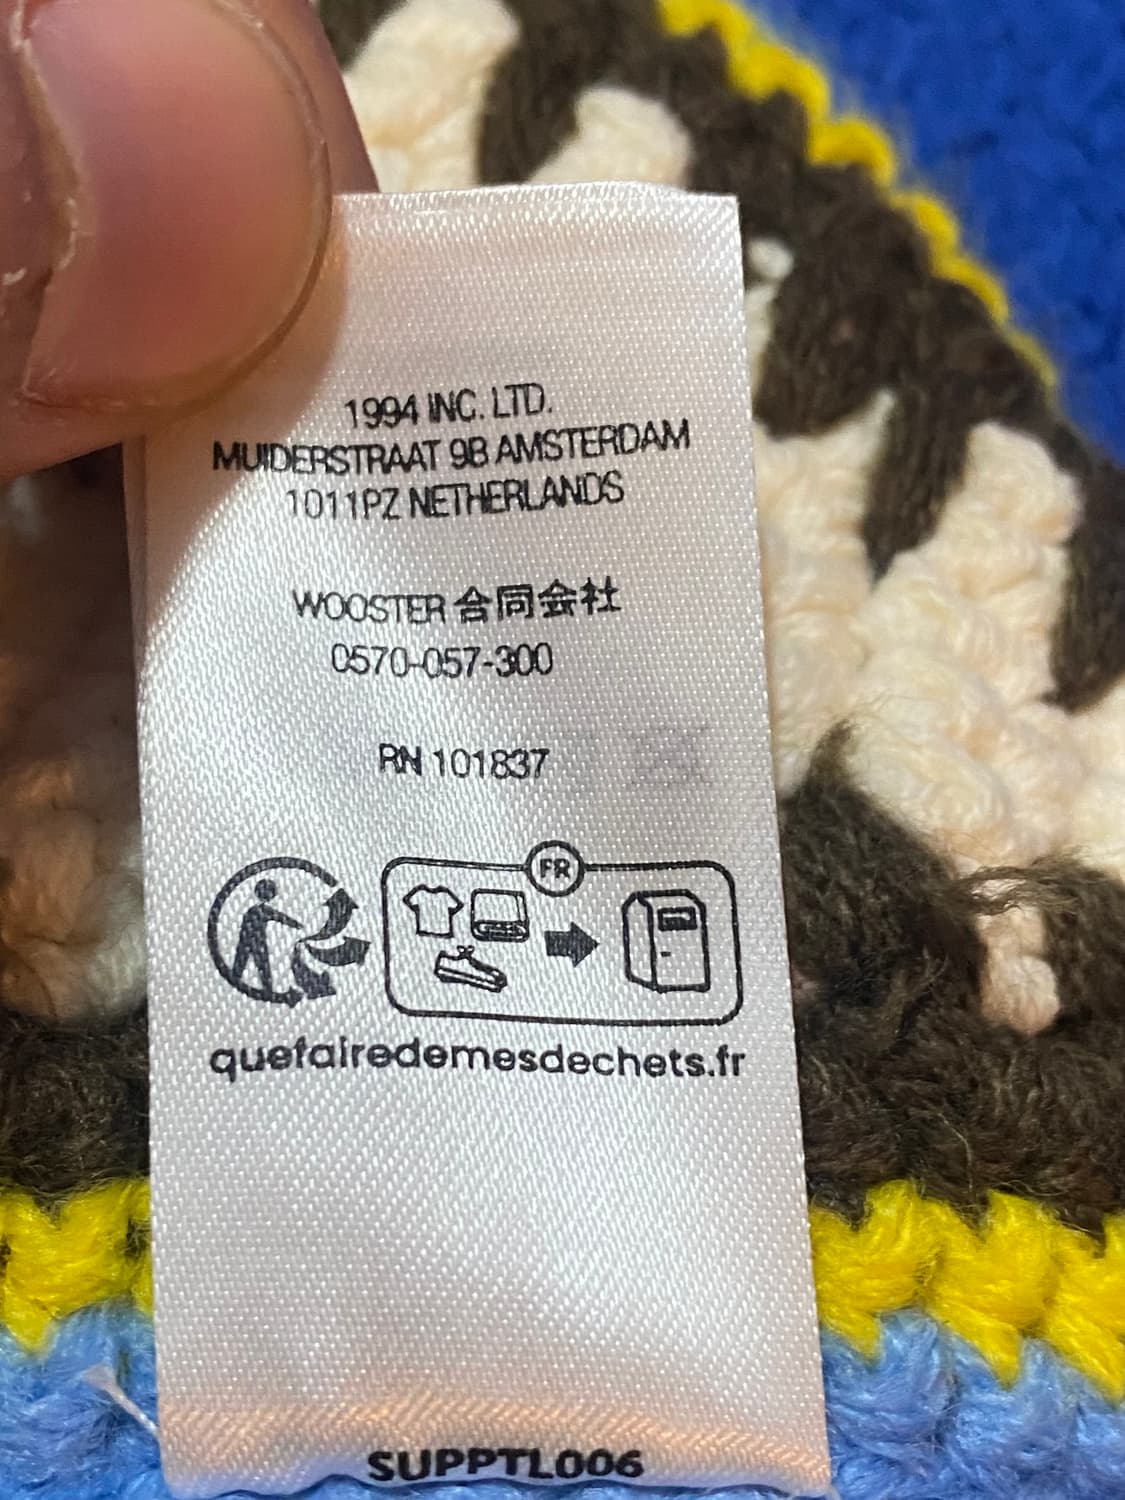 1994 INC. LTD.
MUIDERSTRAAT 9B AMSTERDAM
1011PZ NETHERLANDS
WOOSTER 合同会社
0570-057-300
RN 101837
FR
quefairedemesdechets.fr
SUPPTL006